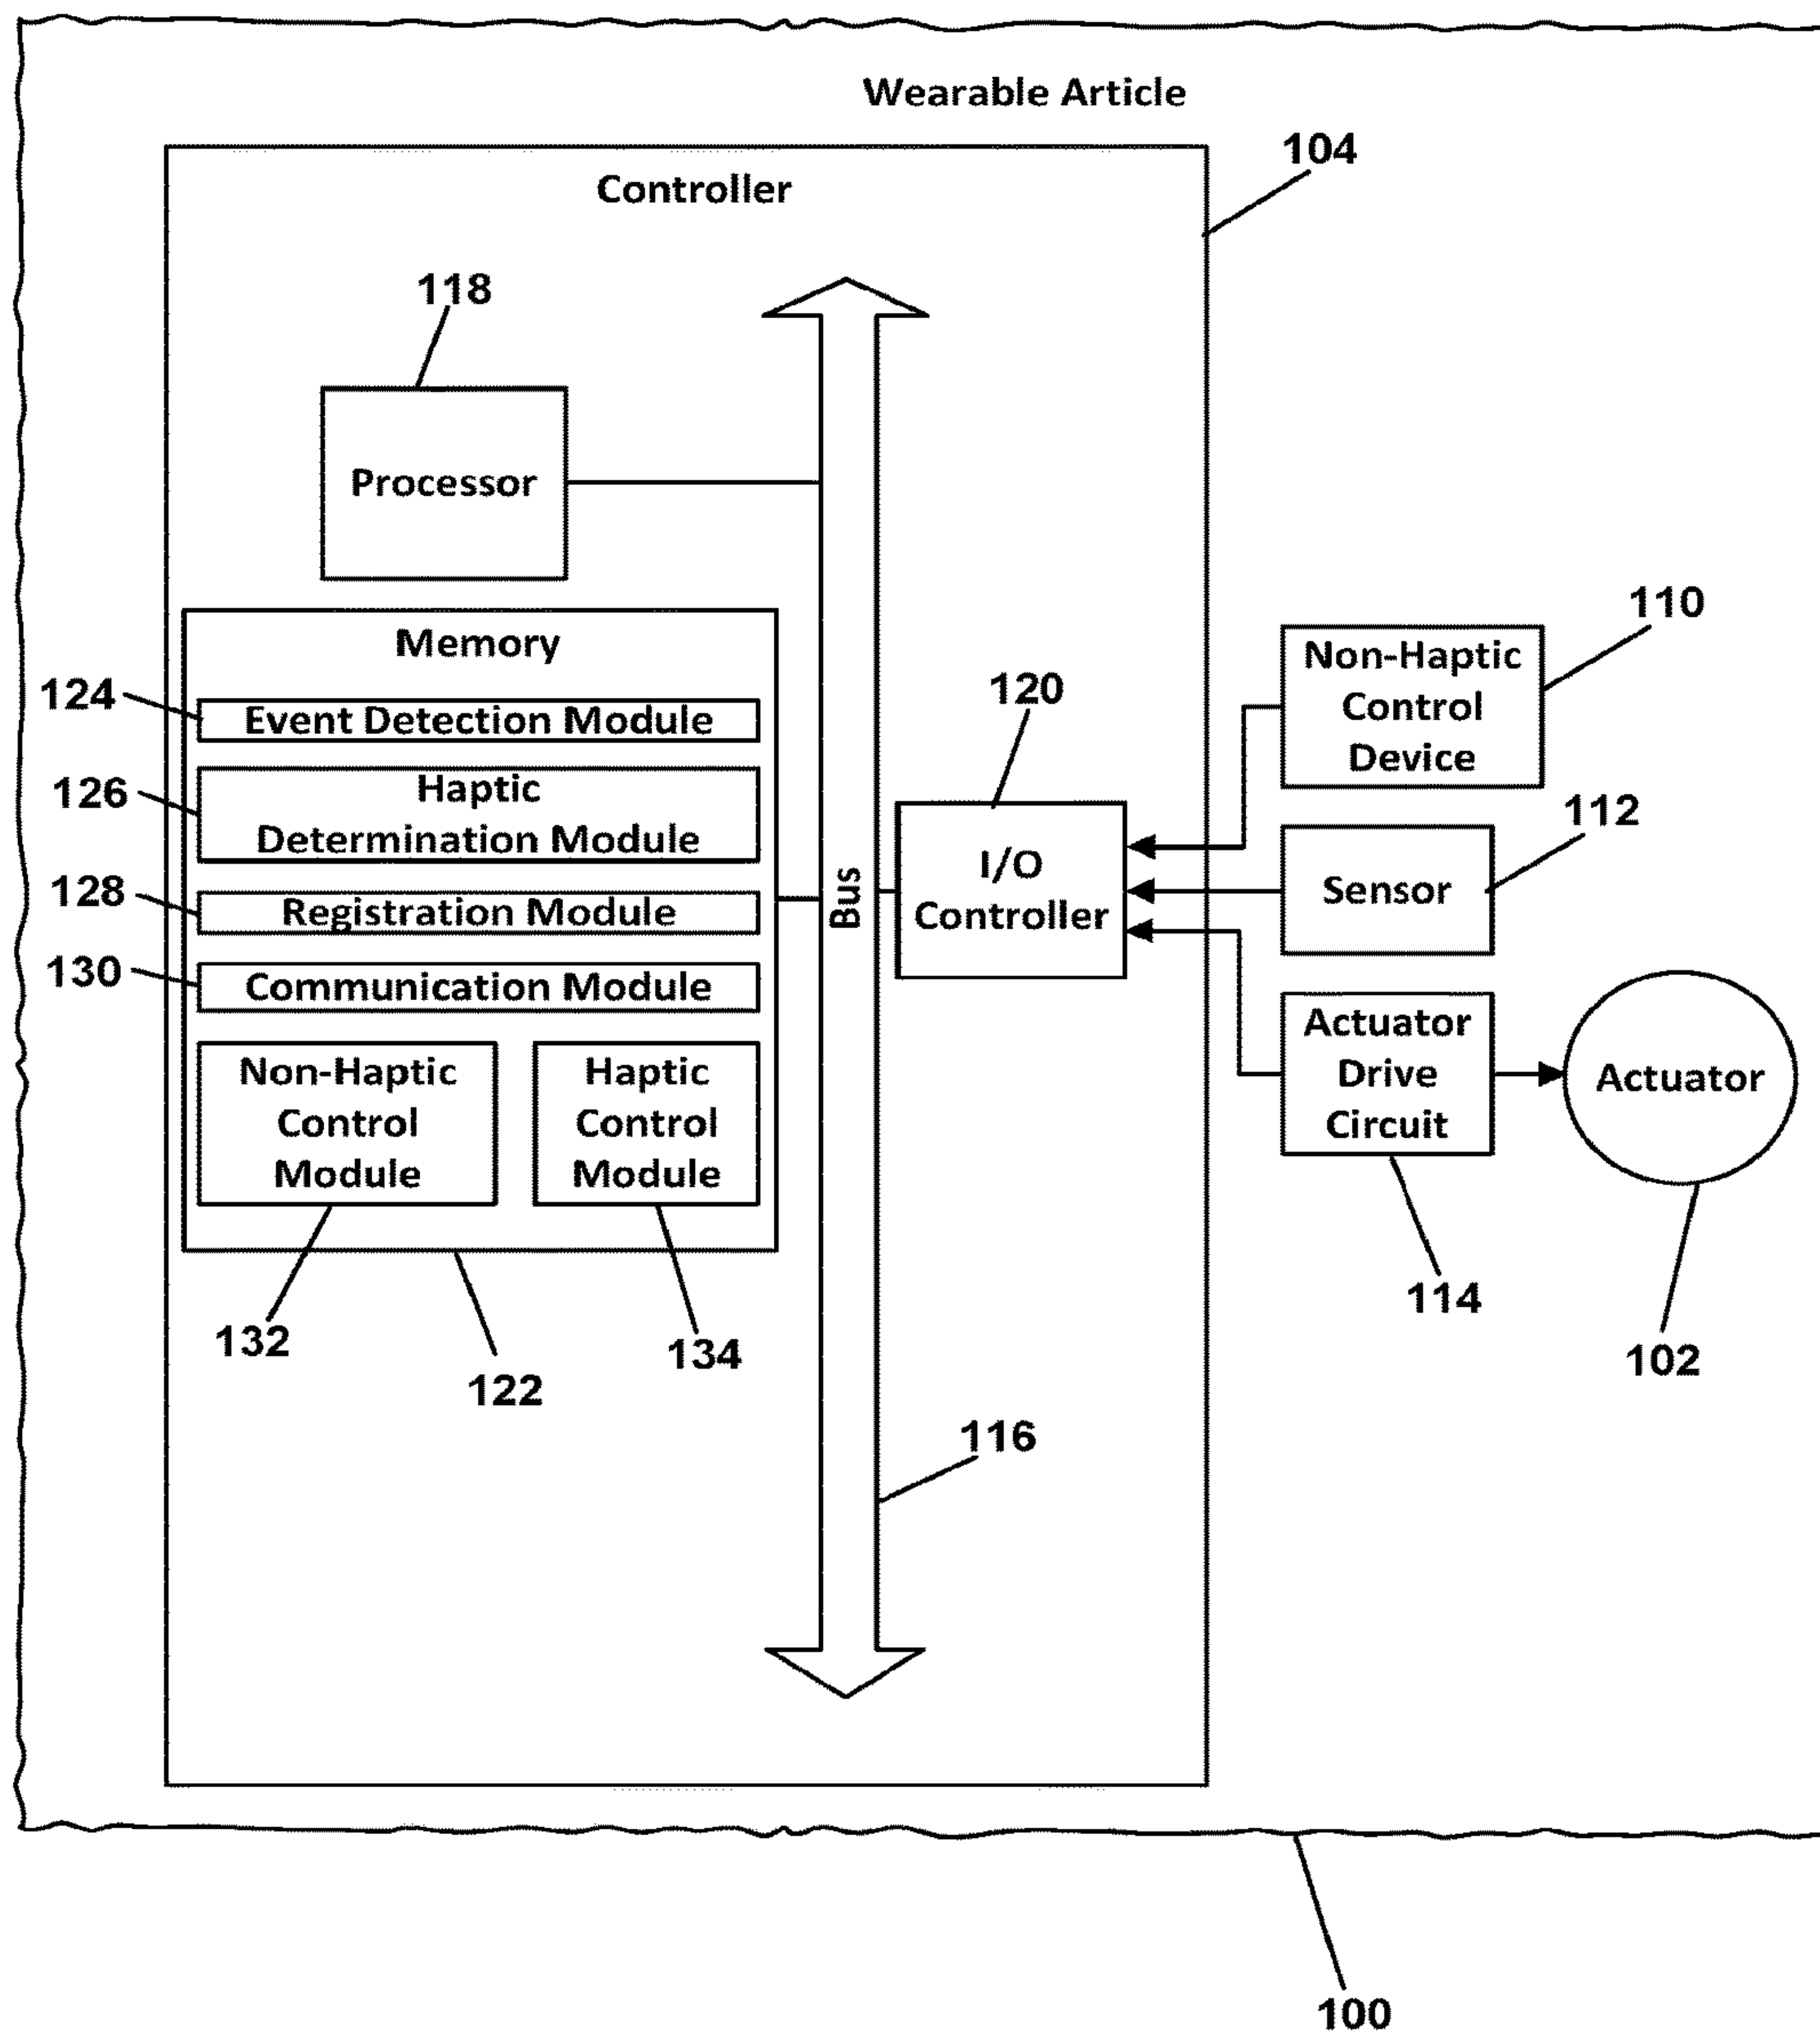 Wearable Article
104
Controller
118
Processor
110
Non-Haptic
Control
Device
Memory
124
Event Detection Module
120
126
Haptic
Determination Module
112
Sensor
I/O
Controller
Bus
128
Registration Module
130
Communication Module
Actuator
Drive
Circuit
Actuator
Non-Haptic
Control
Module
Haptic
Control
Module
114
102
132
134
122
116
100